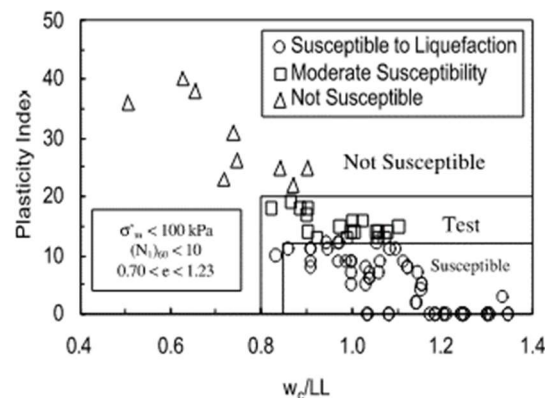 Susceptible to Liquefaction
Moderate Susceptibility
Not Susceptible
Plasticity Index
50
40
30
20
10
0
Not Susceptible
Test
Susceptible
< 100 kPa
(N₁)₆₀ < 10
0.70 < e < 1.23
0.4 0.6 0.8 1.0 1.2 1.4
w_c/LL